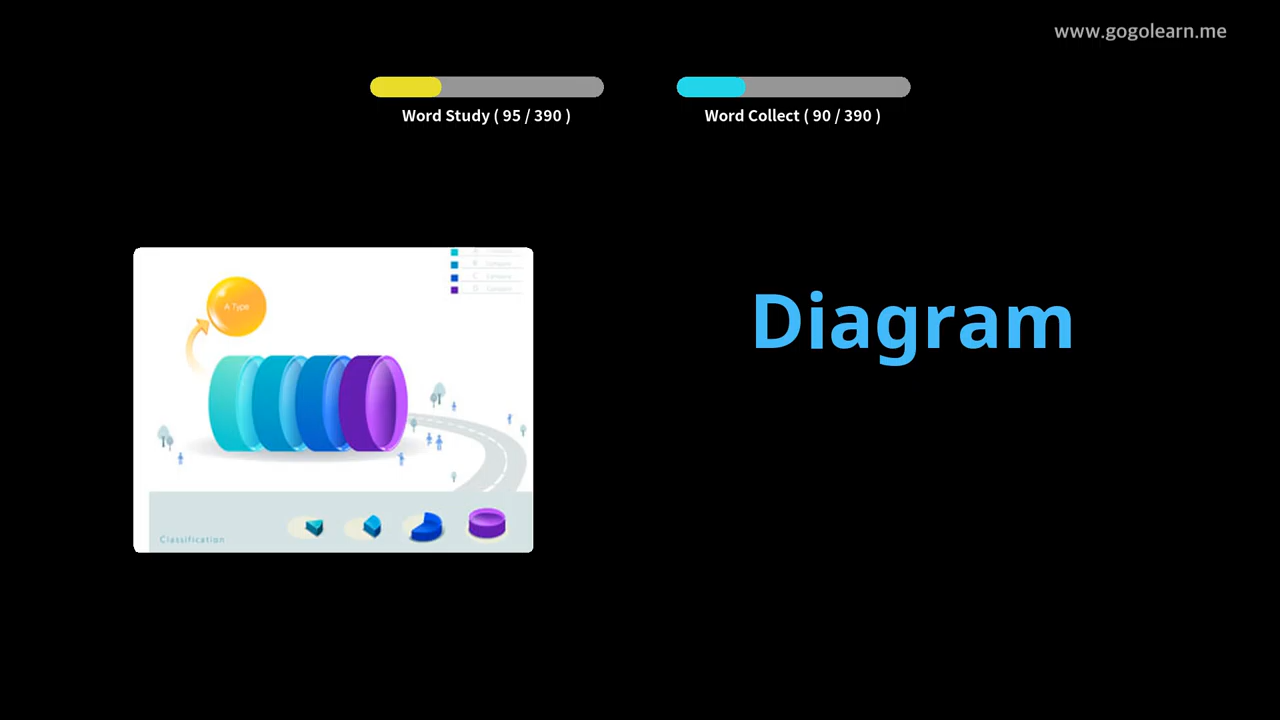 www.gogolearn.me
Word Study ( 95 / 390 )
Word Collect ( 90 / 390 )
A Type
Diagram
Classification